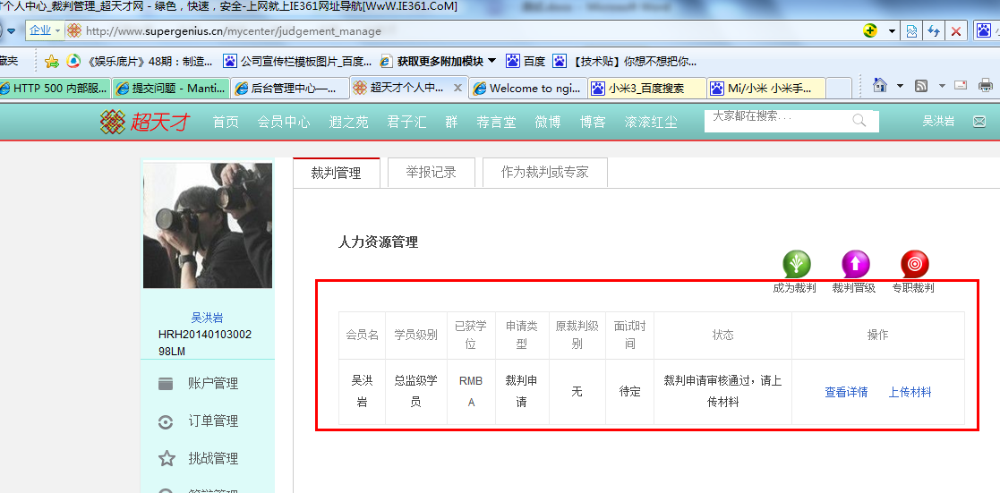 个人中心_裁判管理_超天才网 - 绿色，快速，安全-上网就上IE361网址导航[WwW.IE361.CoM]
企业 http://www.supergenius.cn/mycenter/judgement_manage
藏夹 《娱乐底片》48期：制造... 公司宣传栏模板图片_百度... 获取更多附加模块 百度 【技术贴】你想不想把你...
HTTP 500 内部服... 提交问题 - Manti... 后台管理中心—... 超天才个人中... Welcome to ngi... 小米3_百度搜索 Mi/小米 小米手...
超天才 首页 会员中心 遐之苑 君子汇 群 荐言堂 微博 博客 滚滚红尘 大家都在搜索... 吴洪岩
裁判管理 举报记录 作为裁判或专家
人力资源管理
成为裁判 裁判晋级 专职裁判
会员名 学员级别 已获学位 申请类型 原裁判级别 面试时间 状态 操作
吴洪岩 总监级学员 RMBA 裁判申请 无 待定 裁判申请审核通过，请上传材料 查看详情 上传材料
吴洪岩
HRH20140103002
98LM
账户管理
订单管理
挑战管理